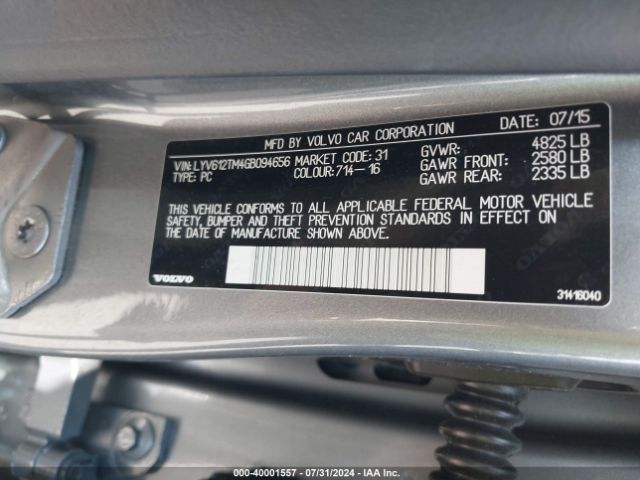 MFD BY VOLVO CAR CORPORATION DATE: 07/15
VIN: LYV612TM4GB094656 MARKET CODE: 31 GVWR: 4825 LB
TYPE: PC COLOUR: 714-16 GAWR FRONT: 2580 LB
GAWR REAR: 2335 LB
THIS VEHICLE CONFORMS TO ALL APPLICABLE FEDERAL MOTOR VEHICLE
SAFETY, BUMPER AND THEFT PREVENTION STANDARDS IN EFFECT ON
THE DATE OF MANUFACTURE SHOWN ABOVE.
VOLVO 31416040
000-40001557 - 07/31/2024 - IAA Inc.